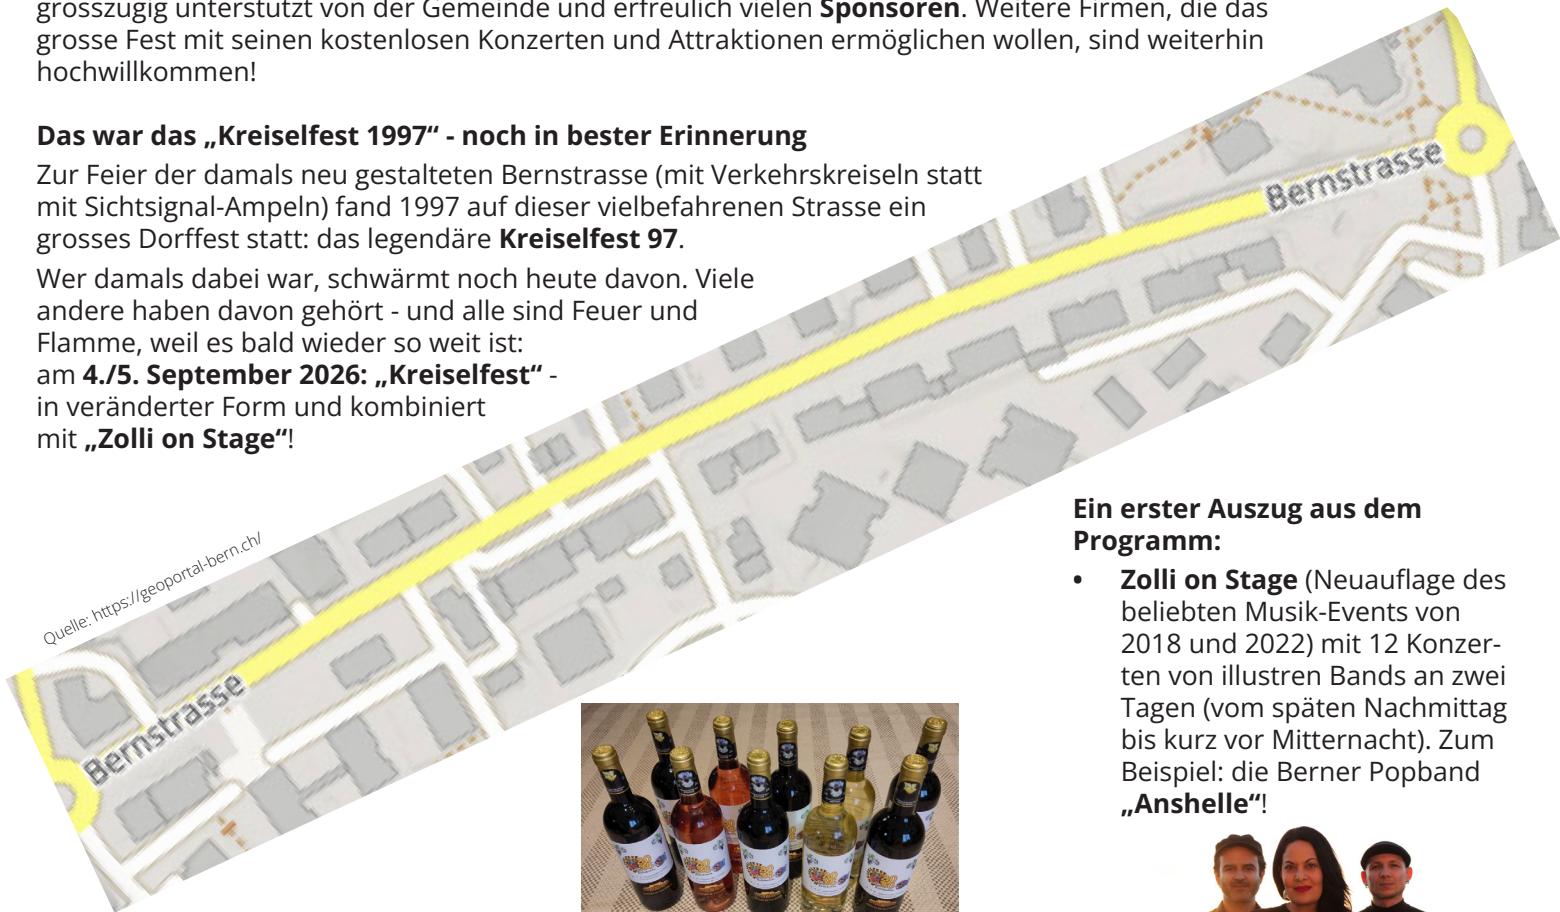 grosszügig unterstützt von der Gemeinde und erfreulich vielen Sponsoren. Weitere Firmen, die das
grosse Fest mit seinen kostenlosen Konzerten und Attraktionen ermöglichen wollen, sind weiterhin
hochwillkommen!
Das war das „Kreiselfest 1997“ - noch in bester Erinnerung
Zur Feier der damals neu gestalteten Bernstrasse (mit Verkehrskreiseln statt
mit Sichtsignal-Ampeln) fand 1997 auf dieser vielbefahrenen Strasse ein
grosses Dorffest statt: das legendäre Kreiselfest 97.
Wer damals dabei war, schwärmt noch heute davon. Viele
andere haben davon gehört - und alle sind Feuer und
Flamme, weil es bald wieder so weit ist:
am 4./5. September 2026: „Kreiselfest“ -
in veränderter Form und kombiniert
mit „Zolli on Stage“!
Bernstrasse
Quelle: https://geoportal-bern.ch/
Bernstrasse
Ein erster Auszug aus dem
Programm:
• Zolli on Stage (Neuauflage des
beliebten Musik-Events von
2018 und 2022) mit 12 Konzer-
ten von illustren Bands an zwei
Tagen (vom späten Nachmittag
bis kurz vor Mitternacht). Zum
Beispiel: die Berner Popband
„Anshelle“!